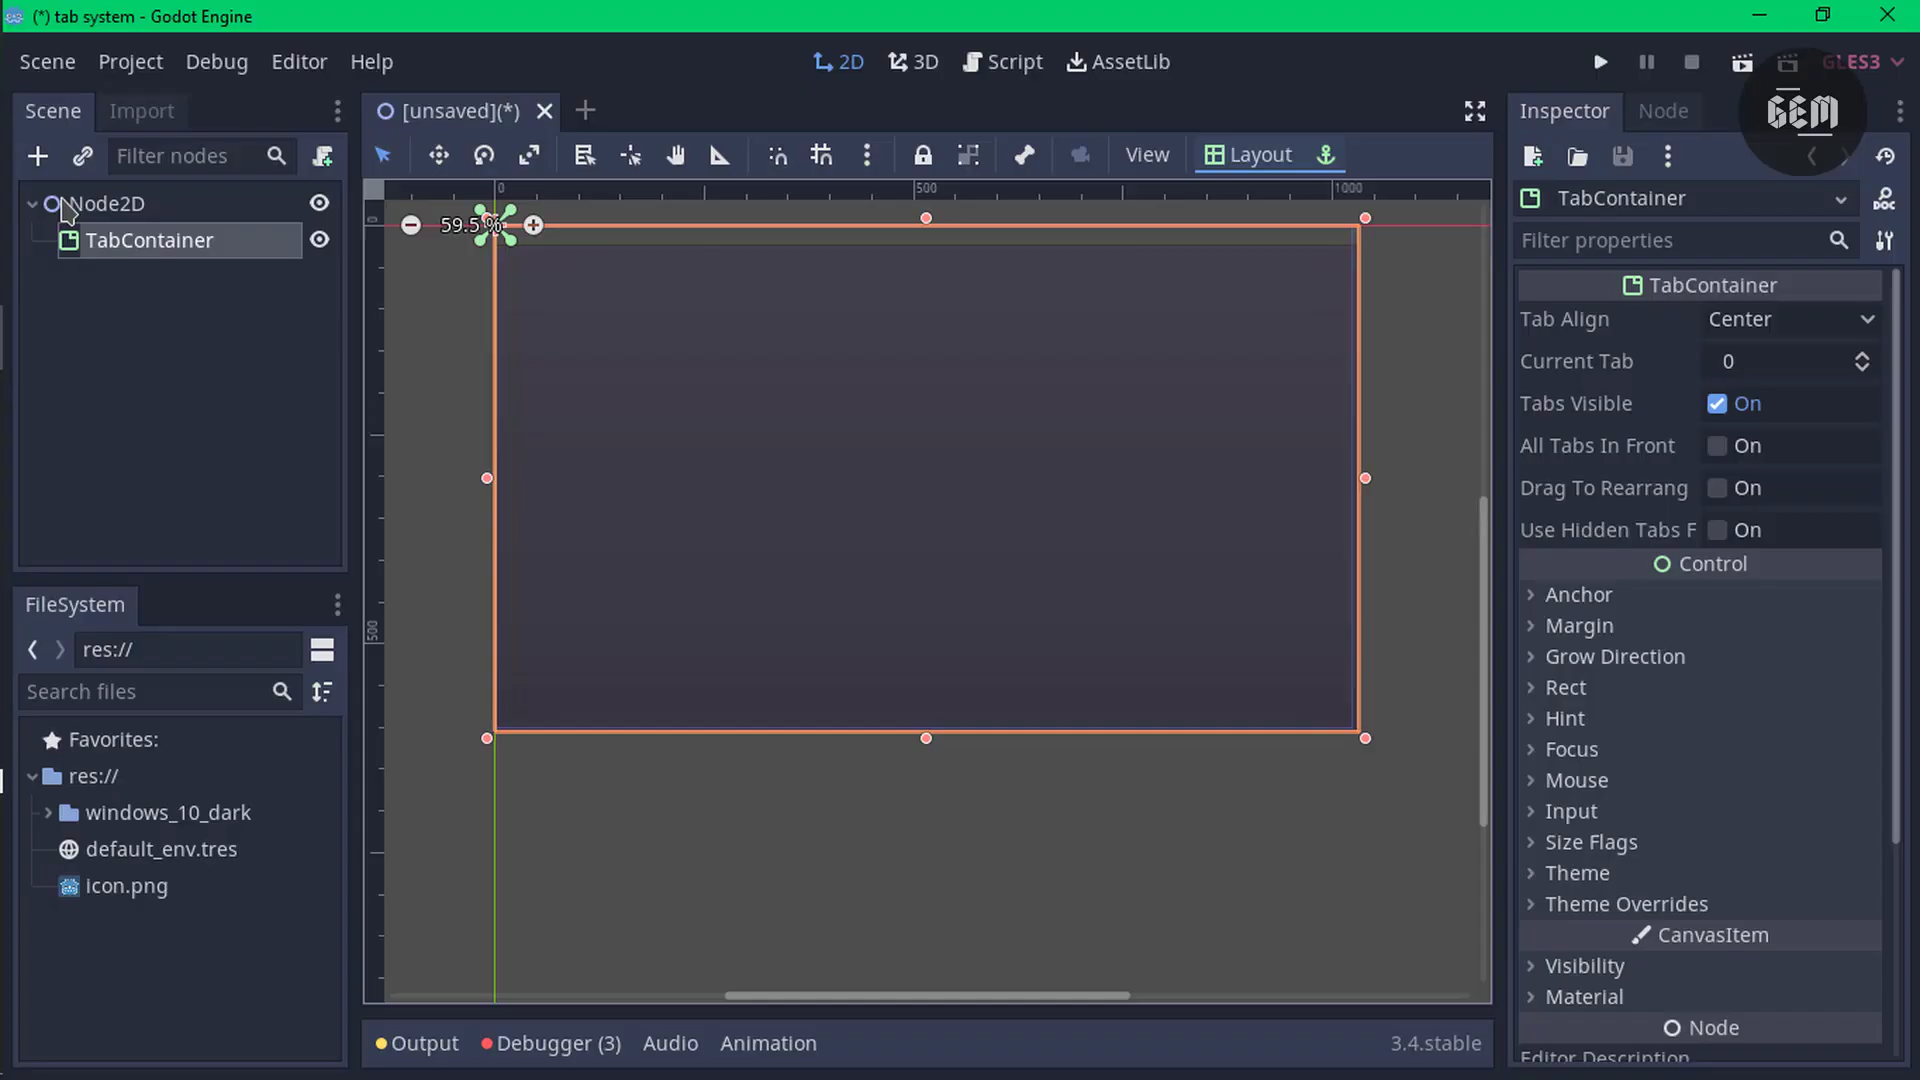 (*) tab system - Godot Engine
Scene Project Debug Editor Help
2D 3D Script AssetLib
GLES3
GEM
Scene Import
[unsaved](*)
Inspector Node
Filter nodes
View Layout
Node2D
TabContainer
0 500 1000
59.5 %
0
500
TabContainer
Filter properties
TabContainer
Tab Align Center
Current Tab 0
Tabs Visible On
All Tabs In Front On
Drag To Rearrang On
Use Hidden Tabs F On
Control
Anchor
Margin
Grow Direction
Rect
Hint
Focus
Mouse
Input
Size Flags
Theme
Theme Overrides
CanvasItem
Visibility
Material
Node
Editor Description
FileSystem
res://
Search files
Favorites:
res://
windows_10_dark
default_env.tres
icon.png
Output Debugger (3) Audio Animation 3.4.stable